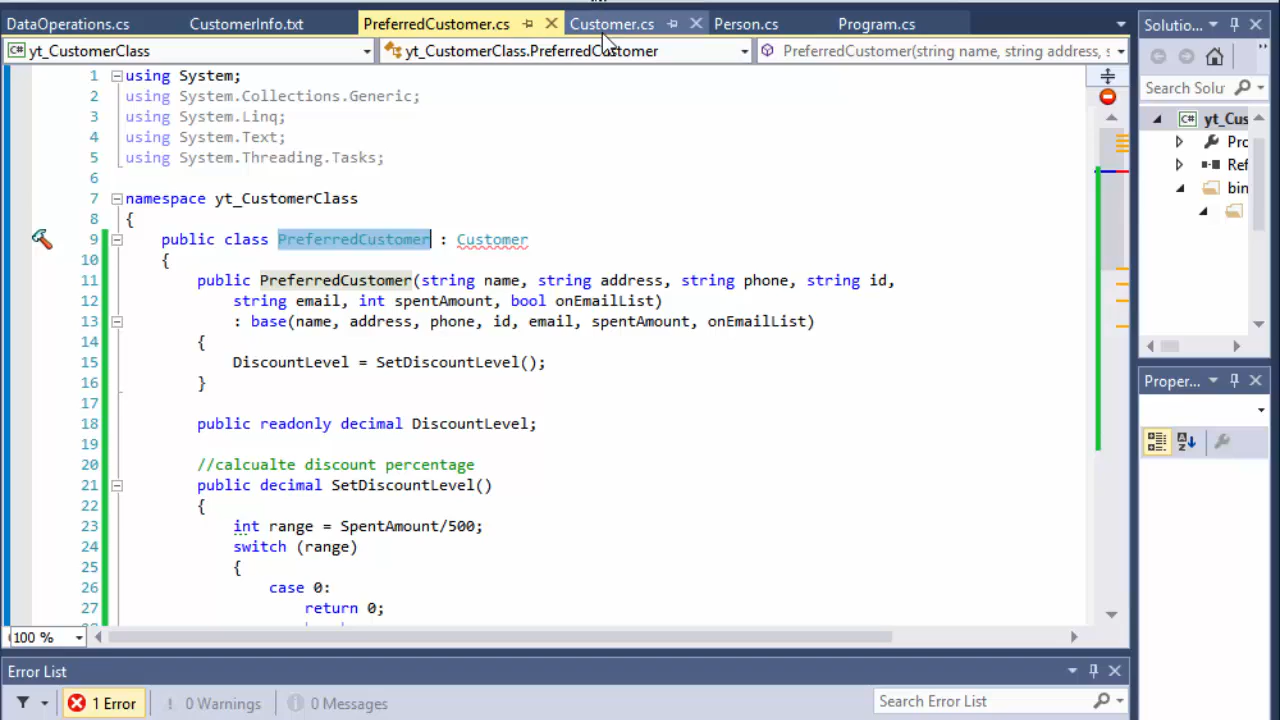 DataOperations.cs CustomerInfo.txt PreferredCustomer.cs Customer.cs Person.cs Program.cs Solutio...
C# yt_CustomerClass yt_CustomerClass.PreferredCustomer PreferredCustomer(string name, string address, s
Search Solu
1 using System;
2 using System.Collections.Generic;
3 using System.Linq;
4 using System.Text;
5 using System.Threading.Tasks;
6
7 namespace yt_CustomerClass
8 {
9 public class PreferredCustomer : Customer
10 {
11 public PreferredCustomer(string name, string address, string phone, string id,
12 string email, int spentAmount, bool onEmailList)
13 : base(name, address, phone, id, email, spentAmount, onEmailList)
14 {
15 DiscountLevel = SetDiscountLevel();
16 }
17
18 public readonly decimal DiscountLevel;
19
20 //calcualte discount percentage
21 public decimal SetDiscountLevel()
22 {
23 int range = SpentAmount/500;
24 switch (range)
25 {
26 case 0:
27 return 0;
C# yt_Cus
Pro
Ref
bin
Proper...
100 %
Error List
1 Error 0 Warnings 0 Messages Search Error List